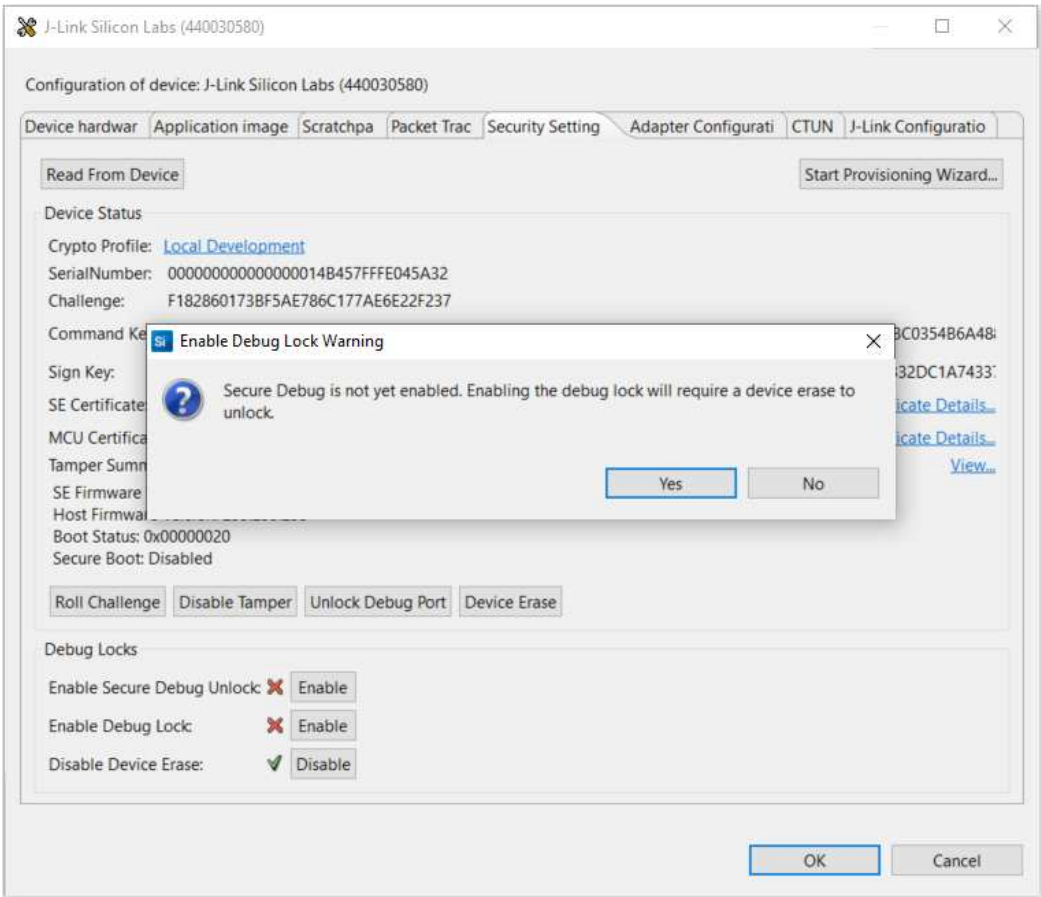 J-Link Silicon Labs (440030580)
Configuration of device: J-Link Silicon Labs (440030580)
Device hardwar Application image Scratchpa Packet Trac Security Setting Adapter Configurati CTUN J-Link Configuratio
Read From Device Start Provisioning Wizard...
Device Status
Crypto Profile: Local Development
SerialNumber: 000000000000000014B457FFFE045A32
Challenge: F182860173BF5AE786C177AE6E22F237
Command Ke
Si Enable Debug Lock Warning
Secure Debug is not yet enabled. Enabling the debug lock will require a device erase to
unlock.
Yes No
Sign Key:
SE Certificate icate Details...
MCU Certifica icate Details...
Tamper Summ View...
SE Firmware
Host Firmwa
Boot Status: 0x00000020
Secure Boot: Disabled
Roll Challenge Disable Tamper Unlock Debug Port Device Erase
Debug Locks
Enable Secure Debug Unlock: Enable
Enable Debug Lock: Enable
Disable Device Erase: Disable
OK Cancel